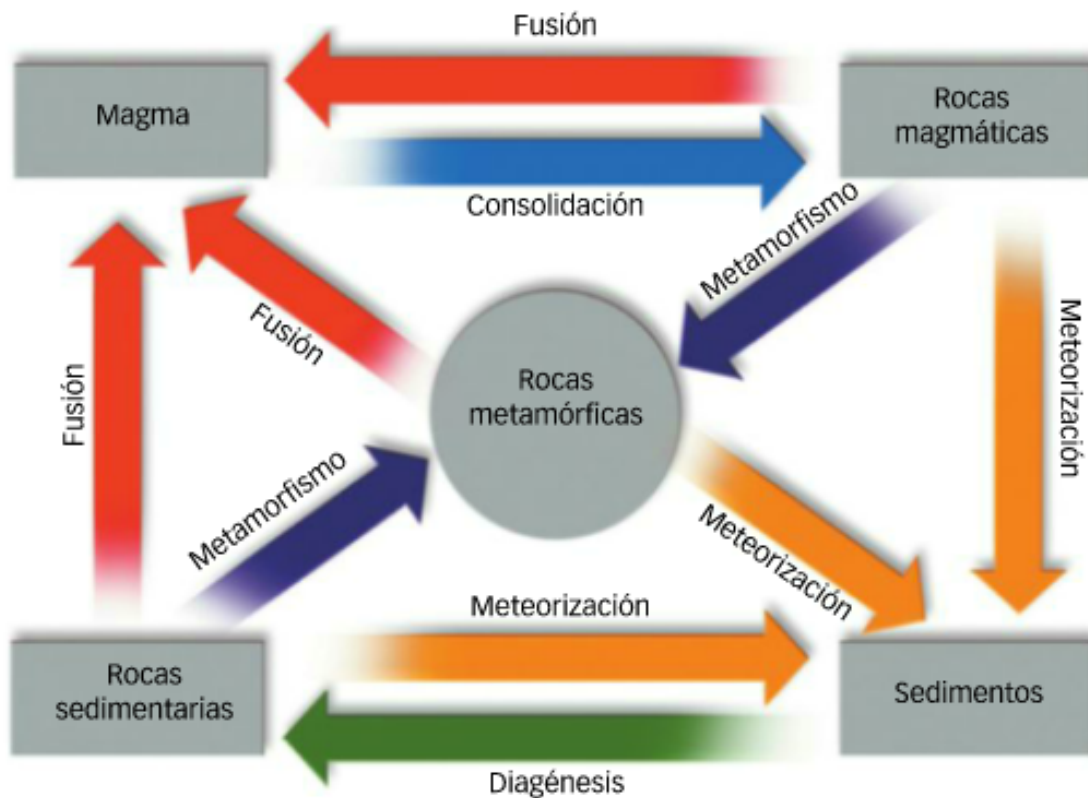 Fusión
Magma
Rocas
magmáticas
Consolidación
Metamorfismo
Fusión
Meteorización
Fusión
Rocas
metamórficas
Metamorfismo
Meteorización
Meteorización
Rocas
sedimentarias
Sedimentos
Diagénesis